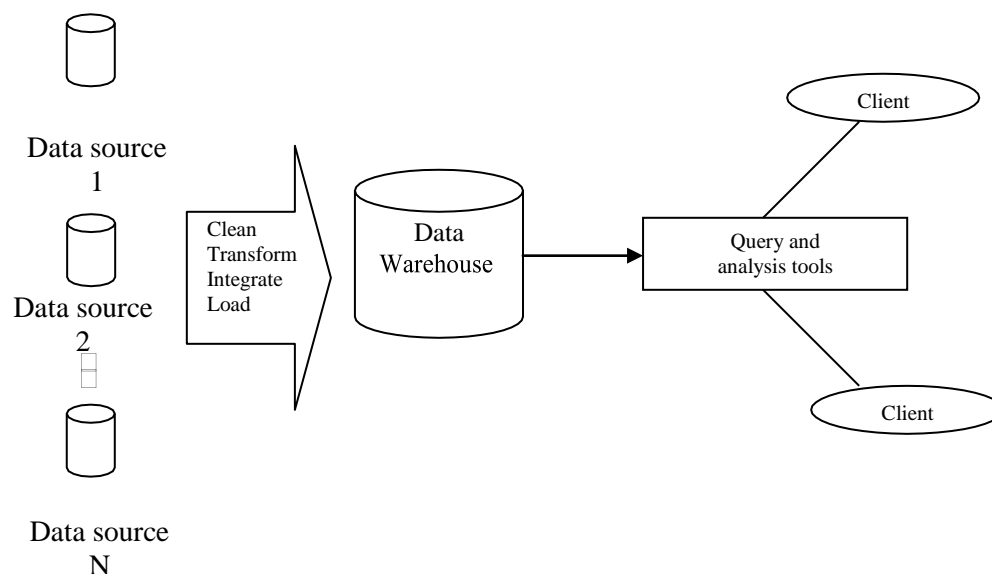 Data source
1
Data source
2
Data source
N
Clean
Transform
Integrate
Load
Data
Warehouse
Query and
analysis tools
Client
Client